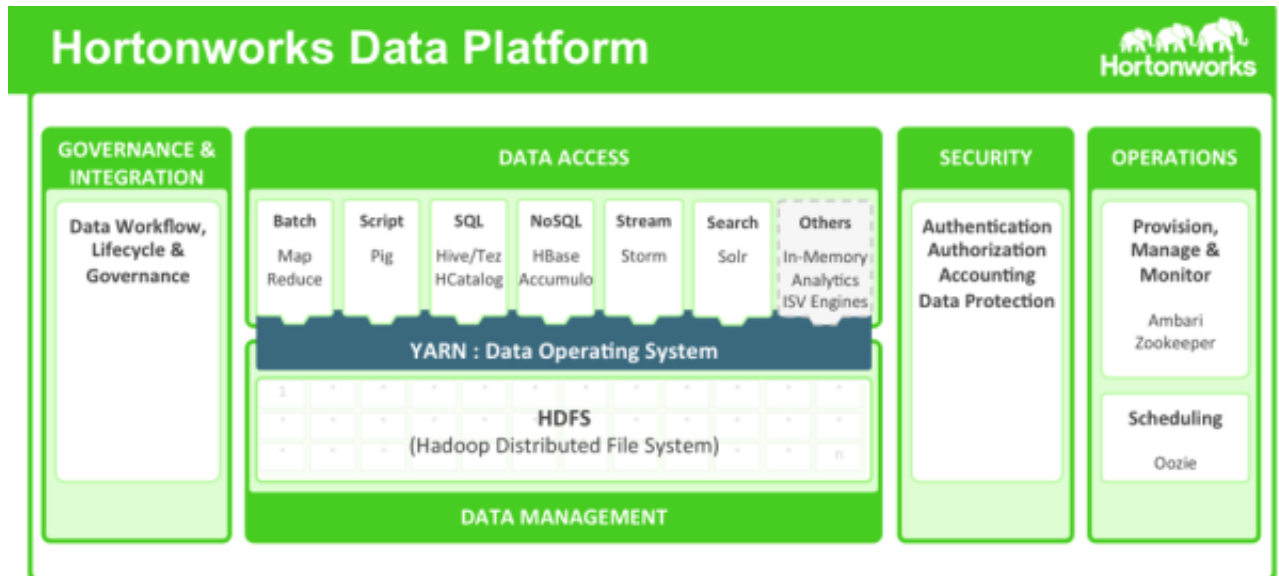 Hortonworks Data Platform
Hortonworks
GOVERNANCE &
INTEGRATION
Data Workflow,
Lifecycle &
Governance
DATA ACCESS
Batch
Map
Reduce
Script
Pig
SQL
Hive/Tez
HCatalog
NoSQL
HBase
Accumulo
Stream
Storm
Search
Solr
Others
In-Memory
Analytics
ISV Engines
YARN : Data Operating System
1
HDFS
(Hadoop Distributed File System)
n
DATA MANAGEMENT
SECURITY
Authentication
Authorization
Accounting
Data Protection
OPERATIONS
Provision,
Manage &
Monitor
Ambari
Zookeeper
Scheduling
Oozie